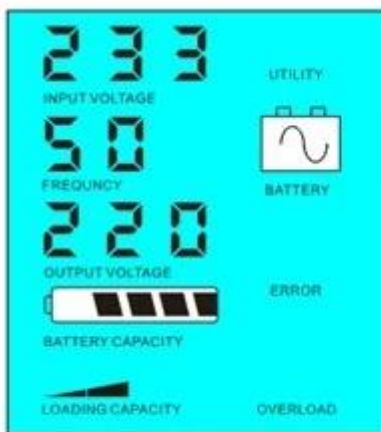 233
INPUT VOLTAGE
UTILITY
50
FREQUNCY
BATTERY
220
OUTPUT VOLTAGE
ERROR
BATTERY CAPACITY
LOADING CAPACITY
OVERLOAD